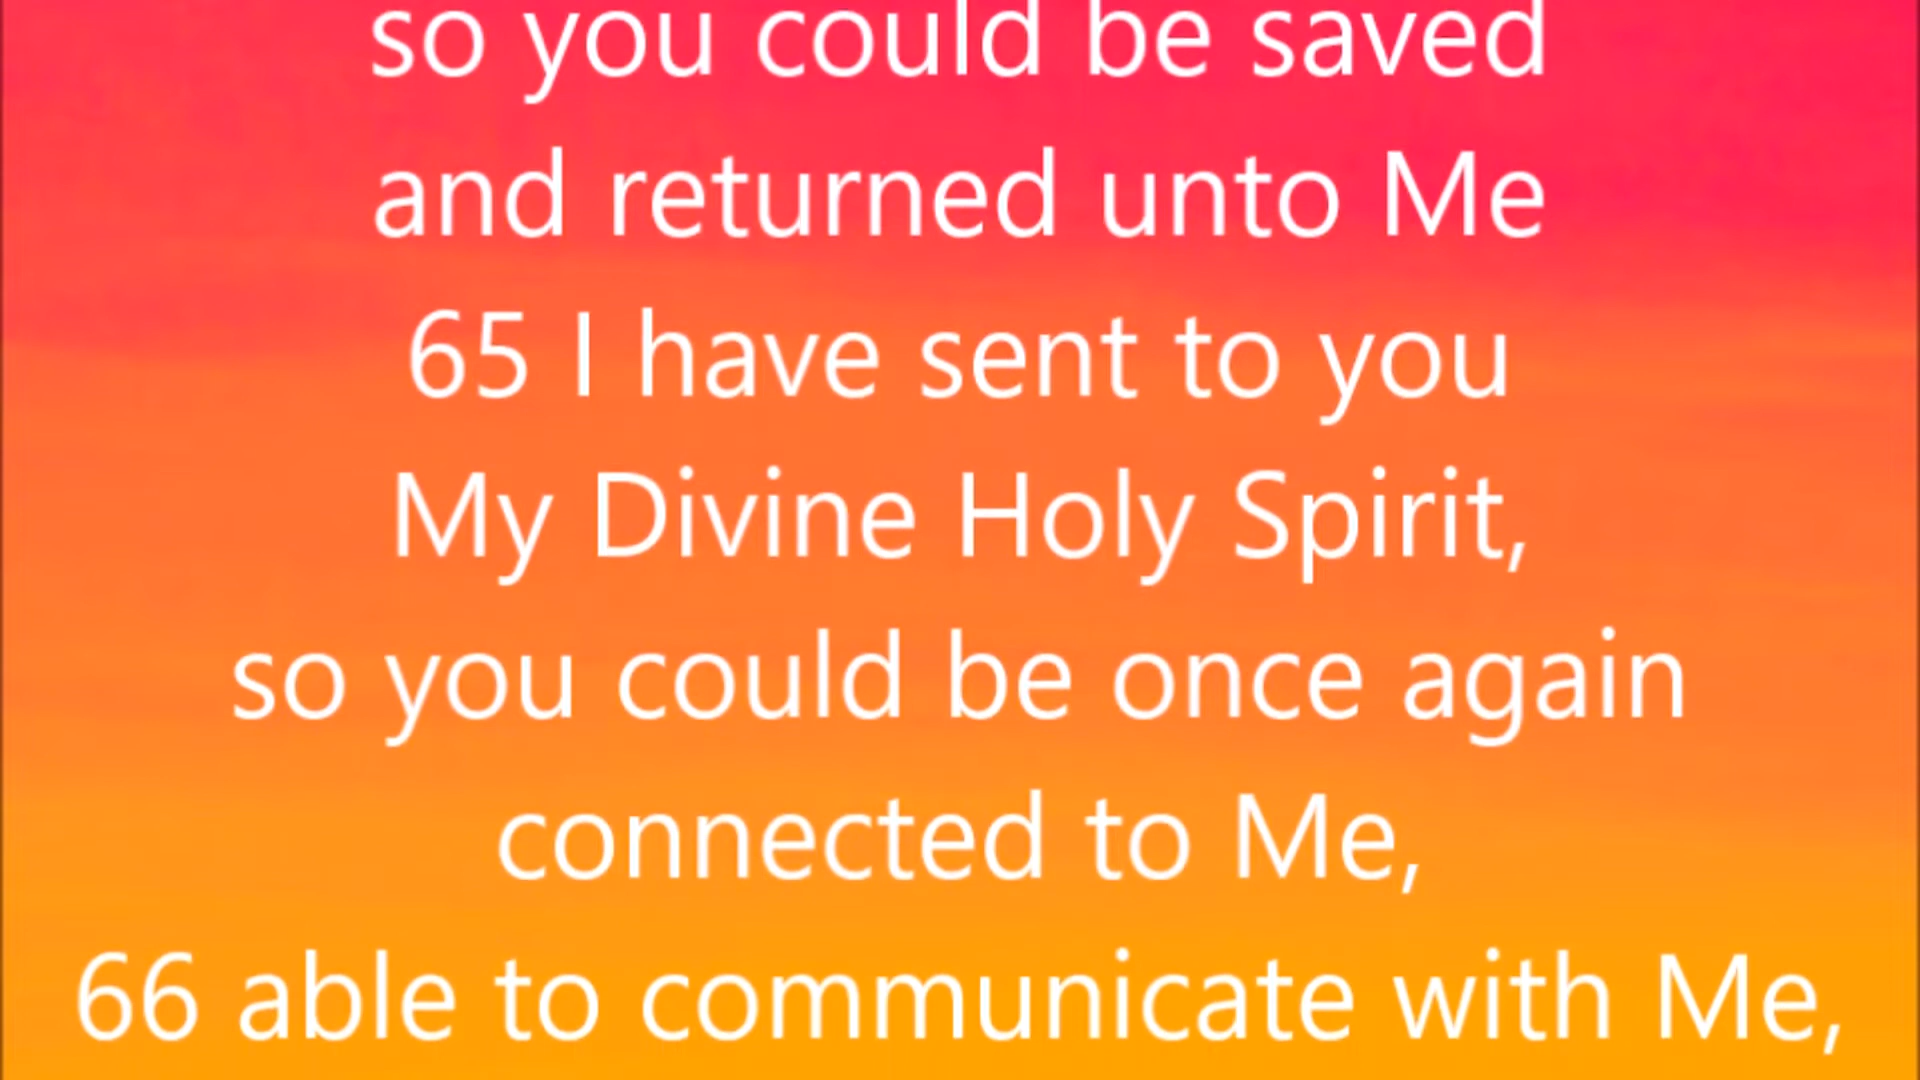 so you could be saved
and returned unto Me
65 I have sent to you
My Divine Holy Spirit,
so you could be once again
connected to Me,
66 able to communicate with Me,